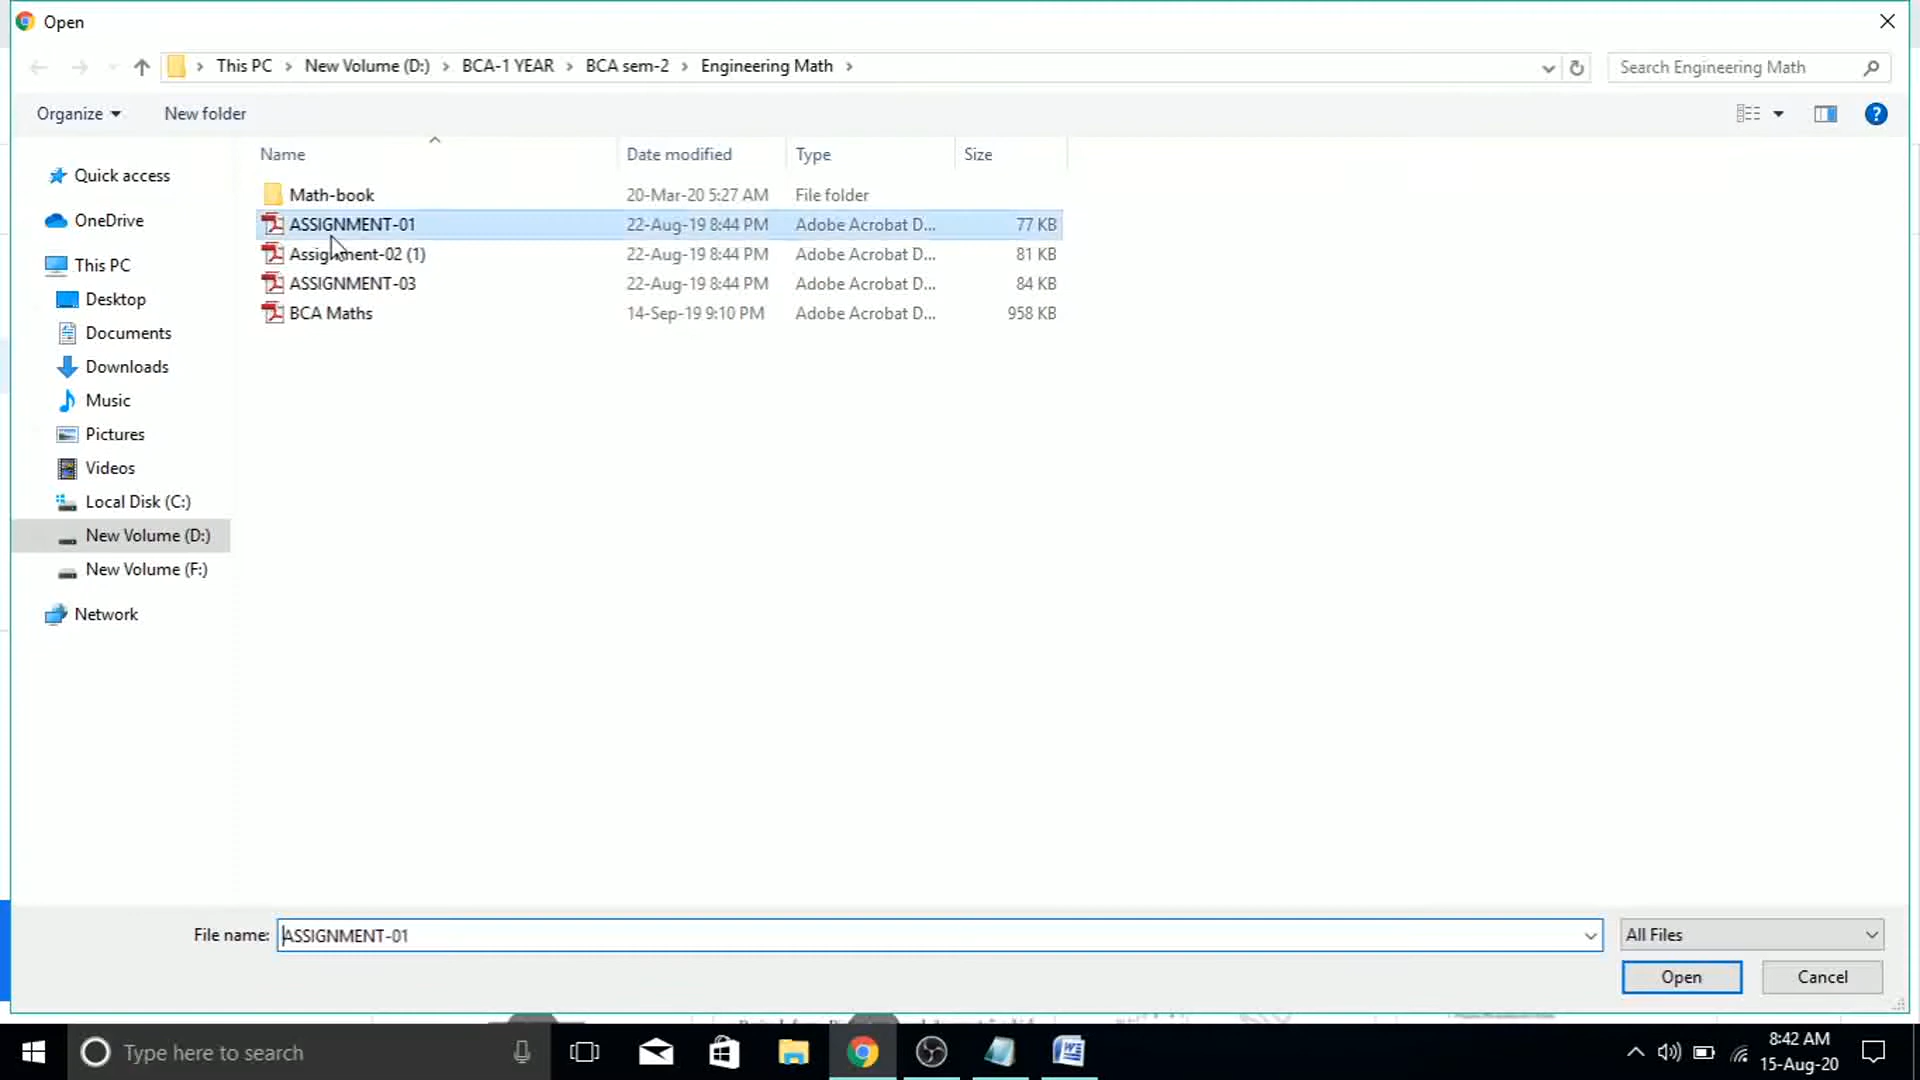 Open
This PC > New Volume (D:) > BCA-1 YEAR > BCA sem-2 > Engineering Math >
Search Engineering Math
Organize
New folder
Name Date modified Type Size
Quick access
OneDrive
This PC
Desktop
Documents
Downloads
Music
Pictures
Videos
Local Disk (C:)
New Volume (D:)
New Volume (F:)
Network
Math-book 20-Mar-20 5:27 AM File folder
ASSIGNMENT-01 22-Aug-19 8:44 PM Adobe Acrobat D... 77 KB
Assignment-02 (1) 22-Aug-19 8:44 PM Adobe Acrobat D... 81 KB
ASSIGNMENT-03 22-Aug-19 8:44 PM Adobe Acrobat D... 84 KB
BCA Maths 14-Sep-19 9:10 PM Adobe Acrobat D... 958 KB
File name: ASSIGNMENT-01
All Files
Open
Cancel
Type here to search
8:42 AM
15-Aug-20